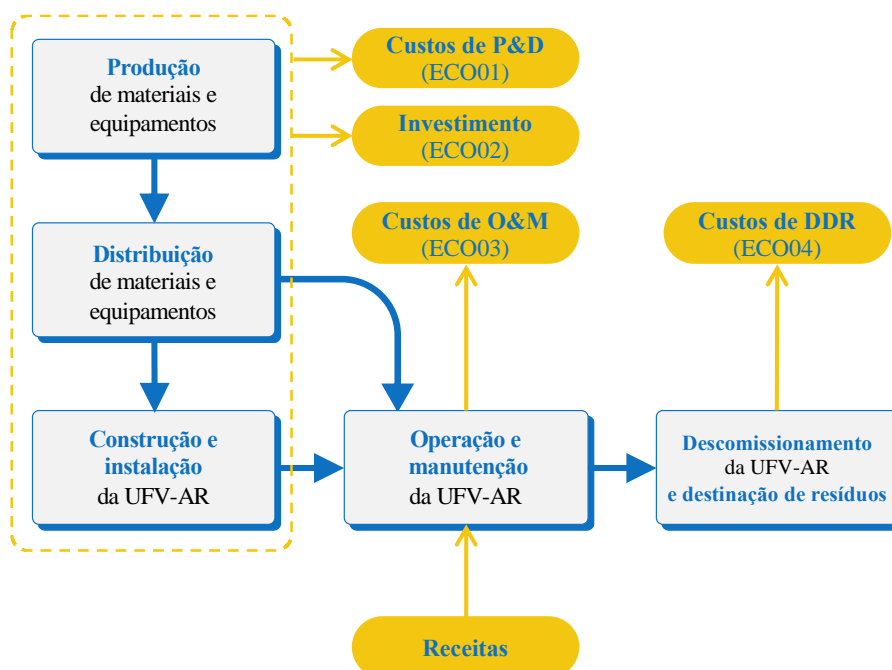 Produção
de materiais e
equipamentos
Custos de P&D
(ECO01)
Investimento
(ECO02)
Distribuição
de materiais e
equipamentos
Custos de O&M
(ECO03)
Custos de DDR
(ECO04)
Construção e
instalação
da UFV-AR
Operação e
manutenção
da UFV-AR
Descomissionamento
da UFV-AR
e destinação de resíduos
Receitas